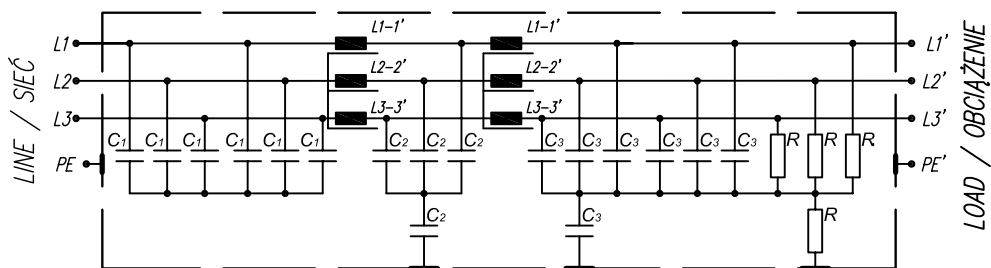 L1-1' L1-1'
L1 L1'
L2-2' L2-2'
L2 L2'
L3-3' L3-3'
L3 L3'
C1 C1 C1 C1 C1 C1 C2 C2 C2 C3 C3 C3 C3 C3 C3 R R R
PE PE'
C2 C3 R
LINE / SIEĆ
LOAD / OBCIĄŻENIE